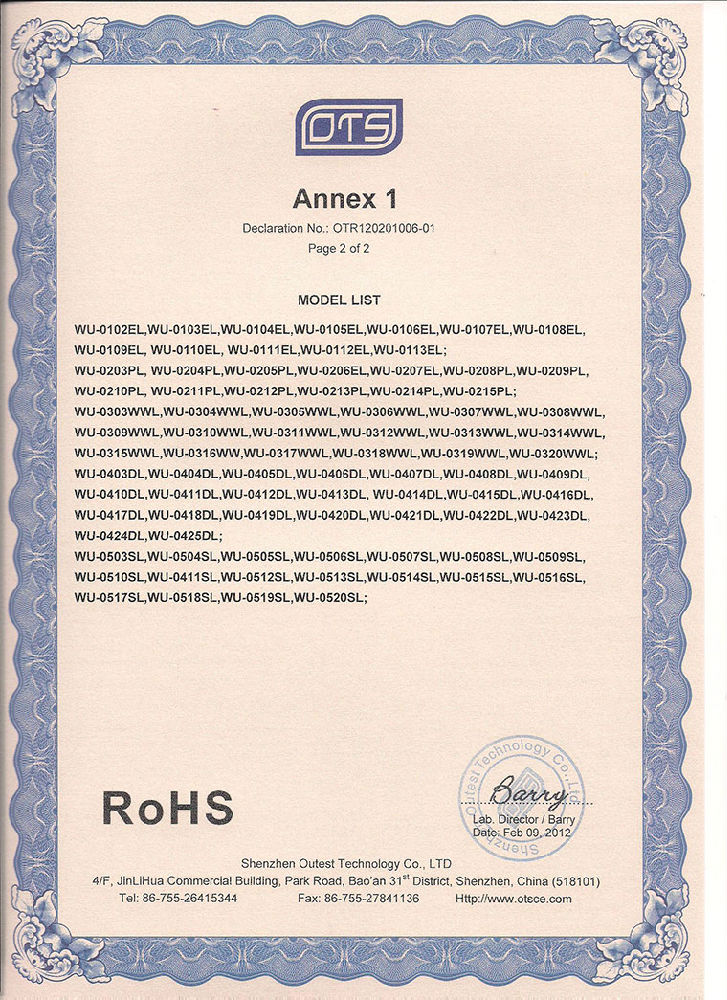 OTS
Annex 1
Declaration No.: OTR120201006-01
Page 2 of 2
MODEL LIST
WU-0102EL,WU-0103EL,WU-0104EL,WU-0105EL,WU-0106EL,WU-0107EL,WU-0108EL,
WU-0109EL, WU-0110EL, WU-0111EL,WU-0112EL,WU-0113EL;
WU-0203PL, WU-0204PL,WU-0205PL,WU-0206EL,WU-0207EL,WU-0208PL,WU-0209PL,
WU-0210PL, WU-0211PL,WU-0212PL,WU-0213PL,WU-0214PL,WU-0215PL;
WU-0303WWL,WU-0304WWL,WU-0305WWL,WU-0306WWL,WU-0307WWL,WU-0308WWL,
WU-0309WWL,WU-0310WWL,WU-0311WWL,WU-0312WWL,WU-0313WWL,WU-0314WWL,
WU-0315WWL,WU-0316WW,WU-0317WWL,WU-0318WWL,WU-0319WWL,WU-0320WWL;
WU-0403DL,WU-0404DL,WU-0405DL,WU-0406DL,WU-0407DL,WU-0408DL,WU-0409DL,
WU-0410DL,WU-0411DL,WU-0412DL,WU-0413DL, WU-0414DL,WU-0415DL,WU-0416DL,
WU-0417DL,WU-0418DL,WU-0419DL,WU-0420DL,WU-0421DL,WU-0422DL,WU-0423DL,
WU-0424DL,WU-0425DL;
WU-0503SL,WU-0504SL,WU-0505SL,WU-0506SL,WU-0507SL,WU-0508SL,WU-0509SL,
WU-0510SL,WU-0411SL,WU-0512SL,WU-0513SL,WU-0514SL,WU-0515SL,WU-0516SL,
WU-0517SL,WU-0518SL,WU-0519SL,WU-0520SL;
RoHS
Shenzhen Outest Technology Co.,Ltd
Barry
Lab. Director / Barry
Date: Feb 09, 2012
Shenzhen Outest Technology Co., LTD
4/F, JinLiHua Commercial Building, Park Road, Bao'an 31st District, Shenzhen, China (518101)
Tel: 86-755-26415344 Fax: 86-755-27841136 Http://www.otsce.com